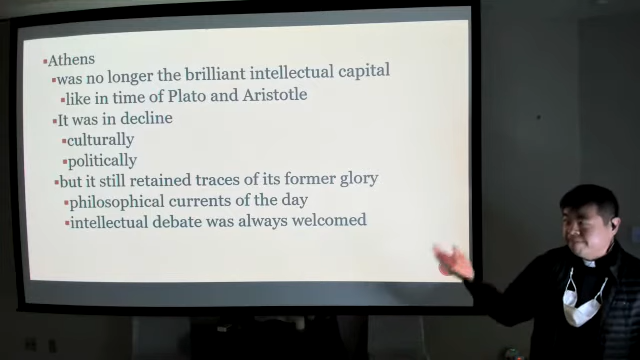 Athens
was no longer the brilliant intellectual capital
like in time of Plato and Aristotle
It was in decline
culturally
politically
but it still retained traces of its former glory
philosophical currents of the day
intellectual debate was always welcomed